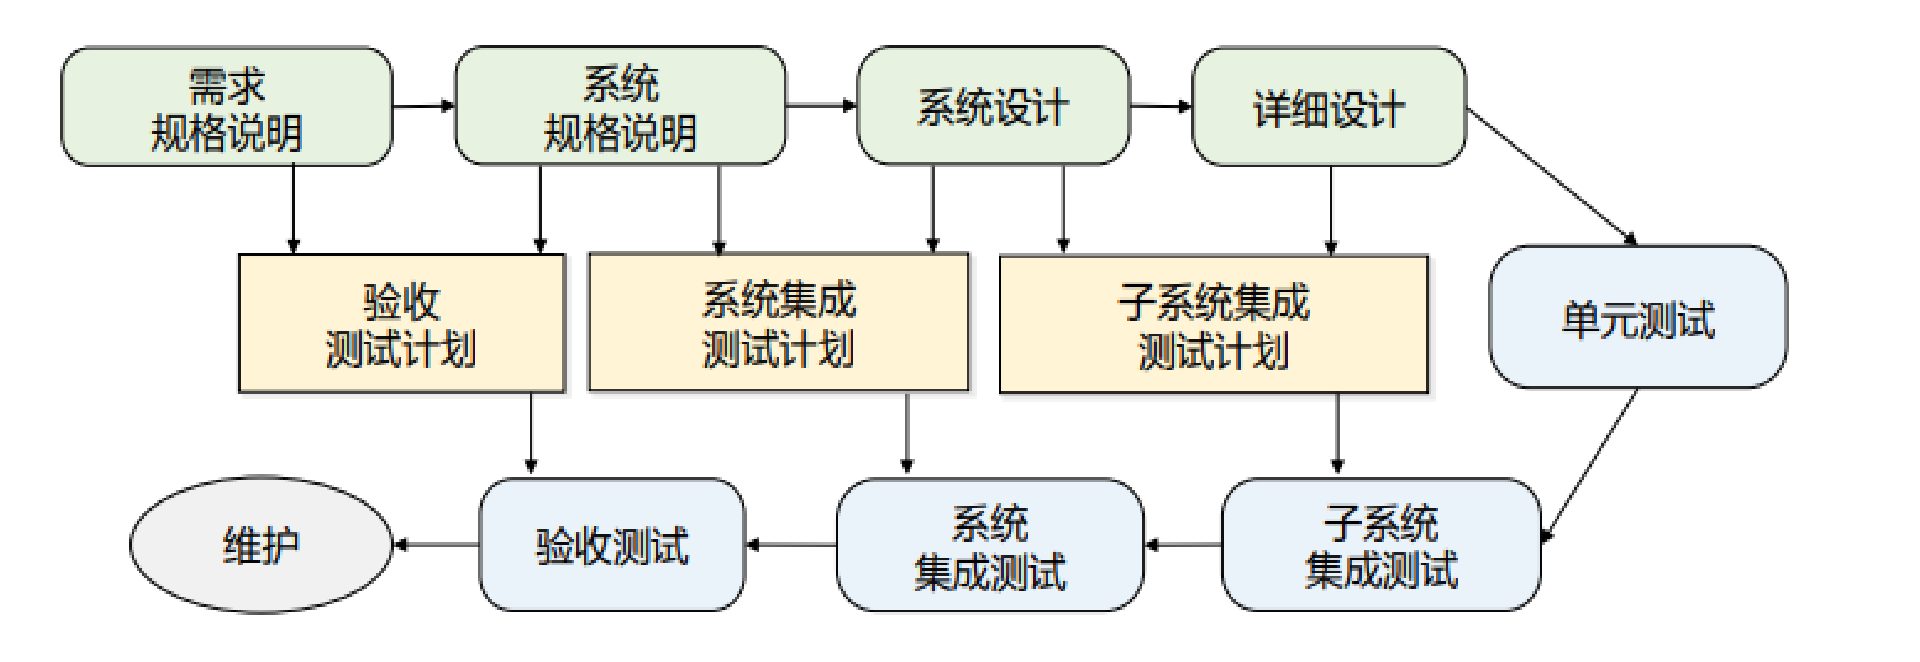 需求
规格说明
系统
规格说明
系统设计
详细设计
验收
测试计划
系统集成
测试计划
子系统集成
测试计划
单元测试
维护
验收测试
系统
集成测试
子系统
集成测试